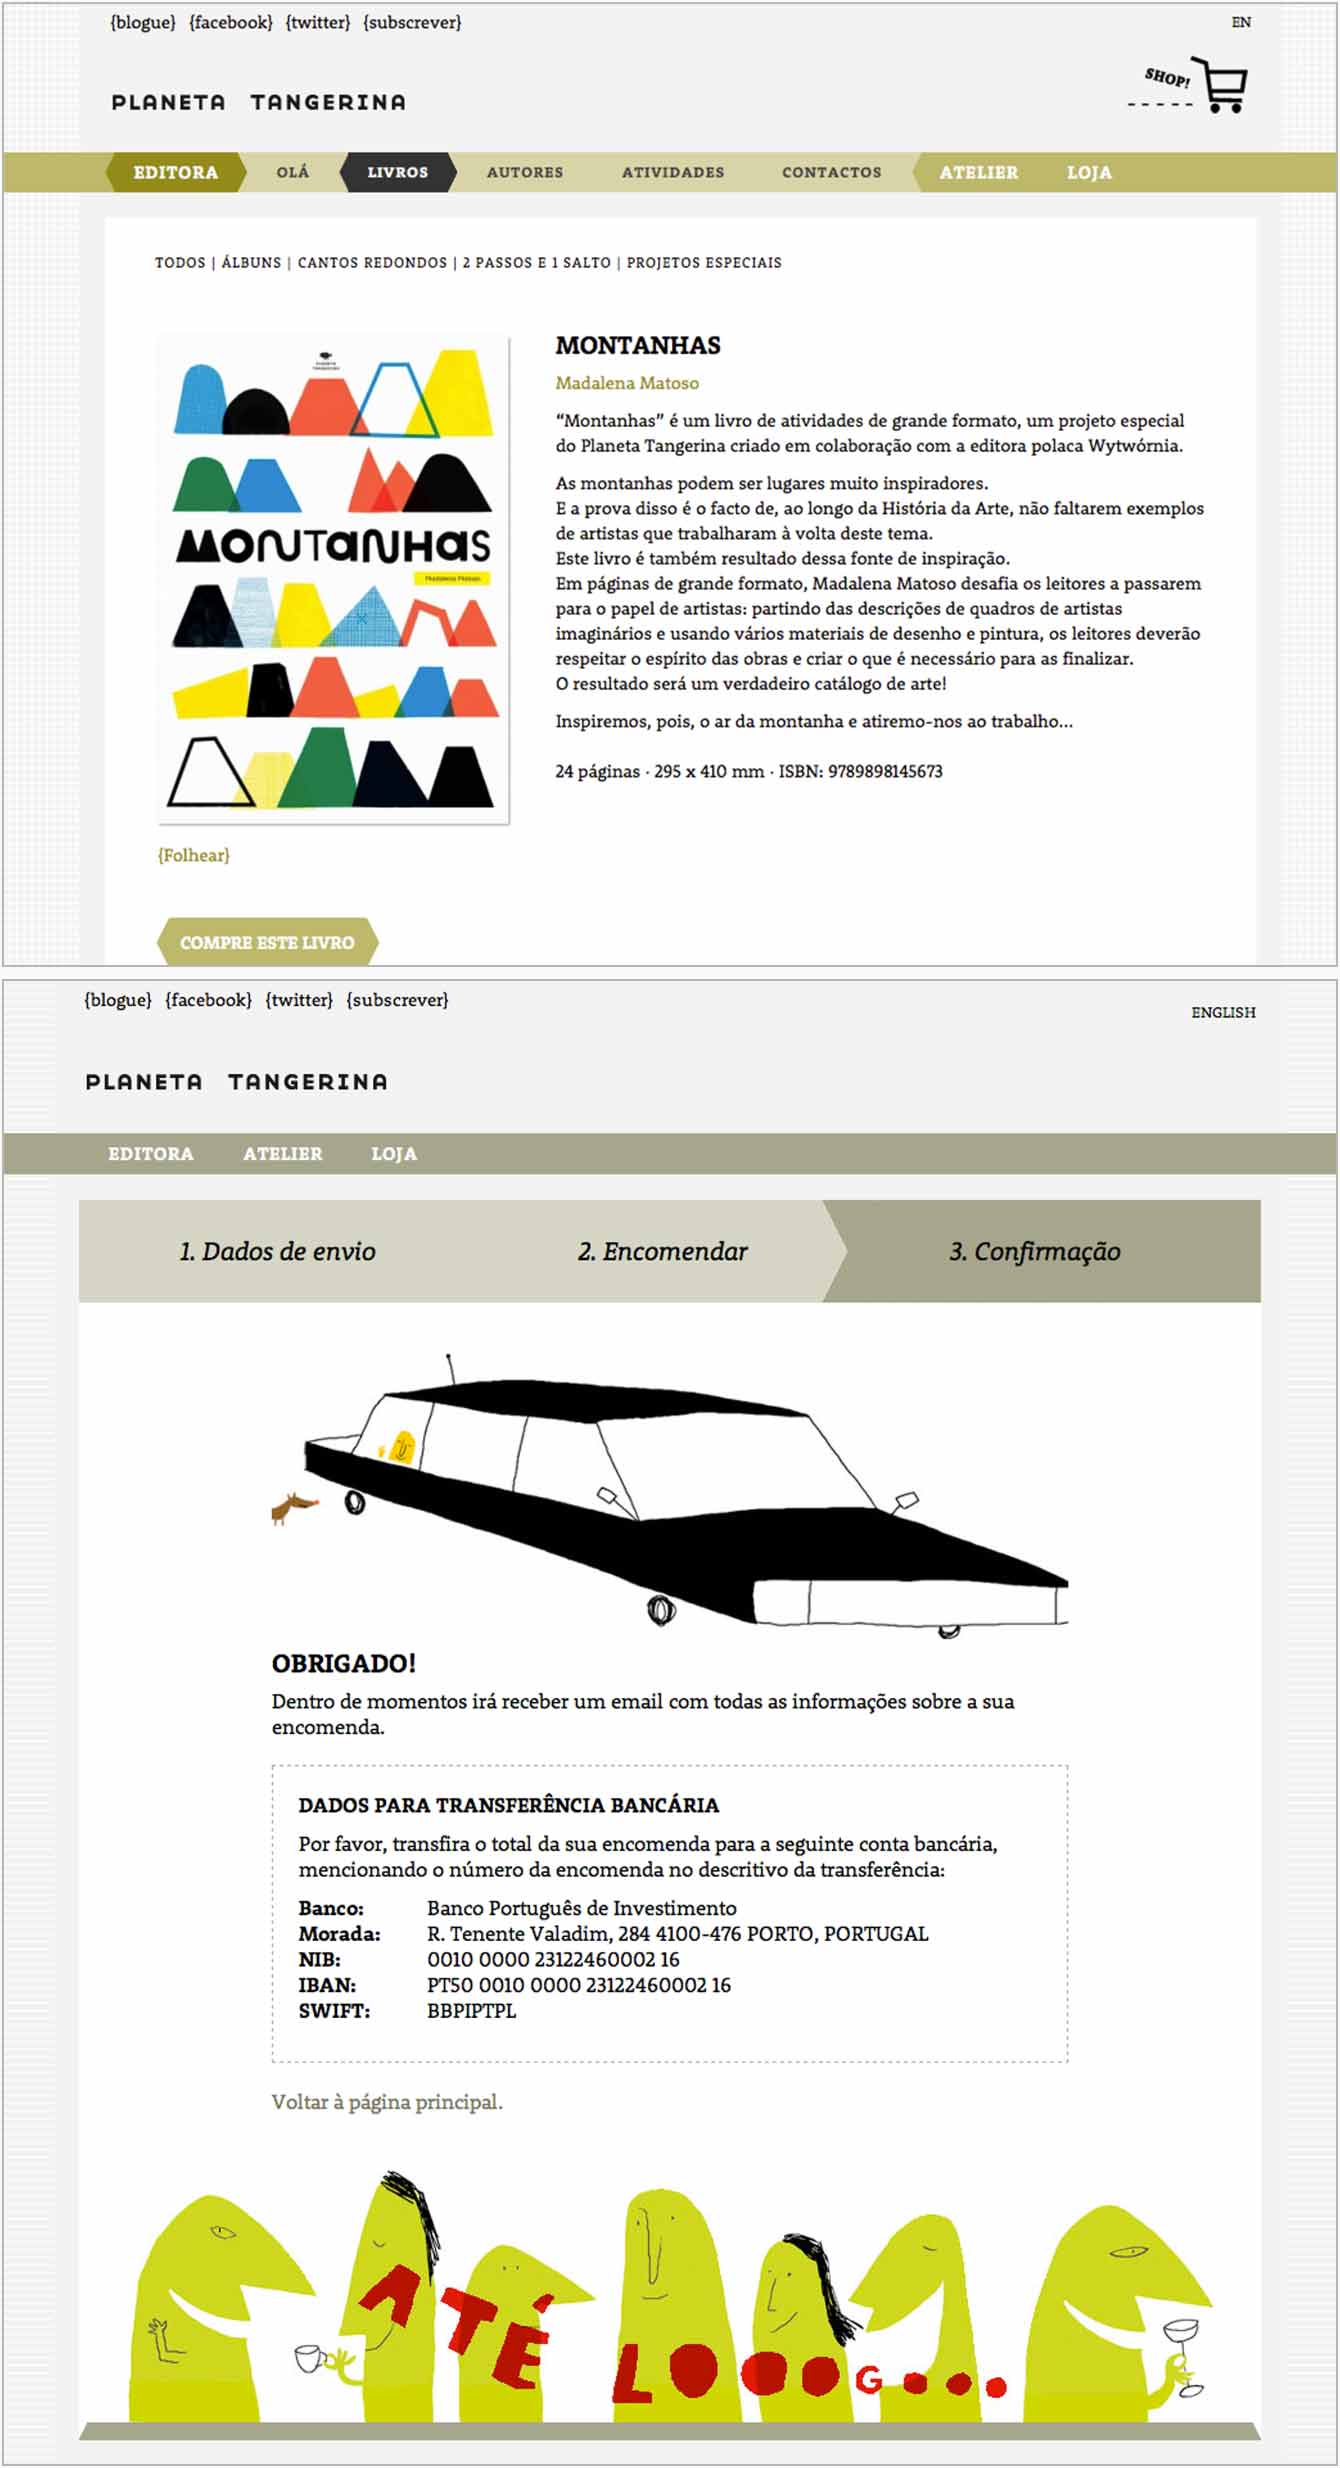 {blogue} {facebook} {twitter} {subscrever}
EN
SHOP!
PLANETA TANGERINA
EDITORA OLÁ LIVROS AUTORES ATIVIDADES CONTACTOS ATELIER LOJA
TODOS | ÁLBUNS | CANTOS REDONDOS | 2 PASSOS E 1 SALTO | PROJETOS ESPECIAIS
PLANETA
TANGERINA
MONTANHAS
Madalena Matoso
MONTANHAS
Madalena Matoso
“Montanhas” é um livro de atividades de grande formato, um projeto especial
do Planeta Tangerina criado em colaboração com a editora polaca Wytwórnia.
As montanhas podem ser lugares muito inspiradores.
E a prova disso é o facto de, ao longo da História da Arte, não faltarem exemplos
de artistas que trabalharam à volta deste tema.
Este livro é também resultado dessa fonte de inspiração.
Em páginas de grande formato, Madalena Matoso desafia os leitores a passarem
para o papel de artistas: partindo das descrições de quadros de artistas
imaginários e usando vários materiais de desenho e pintura, os leitores deverão
respeitar o espírito das obras e criar o que é necessário para as finalizar.
O resultado será um verdadeiro catálogo de arte!
Inspiremos, pois, o ar da montanha e atiremo-nos ao trabalho...
24 páginas · 295 x 410 mm · ISBN: 9789898145673
{Folhear}
COMPRE ESTE LIVRO
{blogue} {facebook} {twitter} {subscrever}
ENGLISH
PLANETA TANGERINA
EDITORA ATELIER LOJA
1. Dados de envio 2. Encomendar 3. Confirmação
OBRIGADO!
Dentro de momentos irá receber um email com todas as informações sobre a sua
encomenda.
DADOS PARA TRANSFERÊNCIA BANCÁRIA
Por favor, transfira o total da sua encomenda para a seguinte conta bancária,
mencionando o número da encomenda no descritivo da transferência:
Banco: Banco Português de Investimento
Morada: R. Tenente Valadim, 284 4100-476 PORTO, PORTUGAL
NIB: 0010 0000 23122460002 16
IBAN: PT50 0010 0000 23122460002 16
SWIFT: BBPIPTPL
Voltar à página principal.
ATÉ LOOOG...